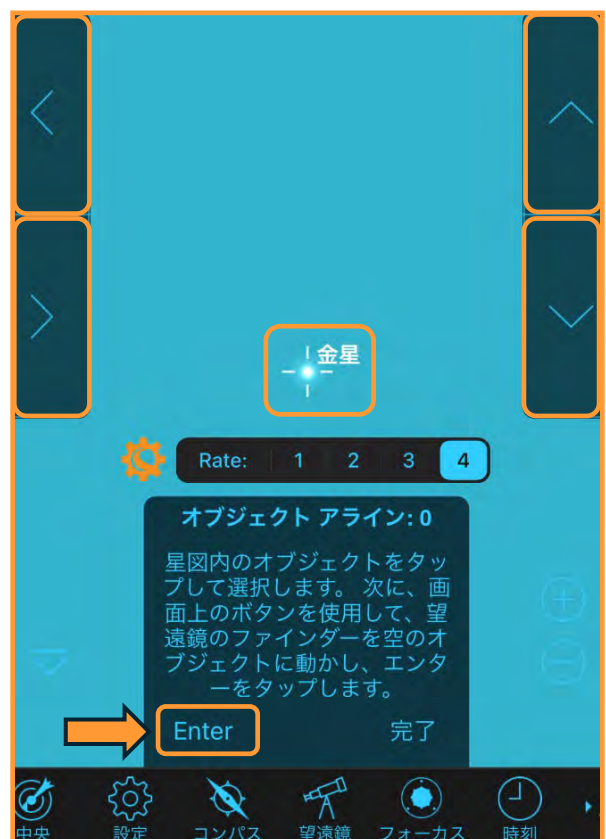 金星
Rate: 1 2 3 4
オブジェクト アライン: 0
星図内のオブジェクトをタッ
プして選択します。 次に、画
面上のボタンを使用して、望
遠鏡のファインダーを空のオ
ブジェクトに動かし、エンタ
ーをタップします。
Enter 完了
中央 設定 コンパス 望遠鏡 フォーカス 時刻